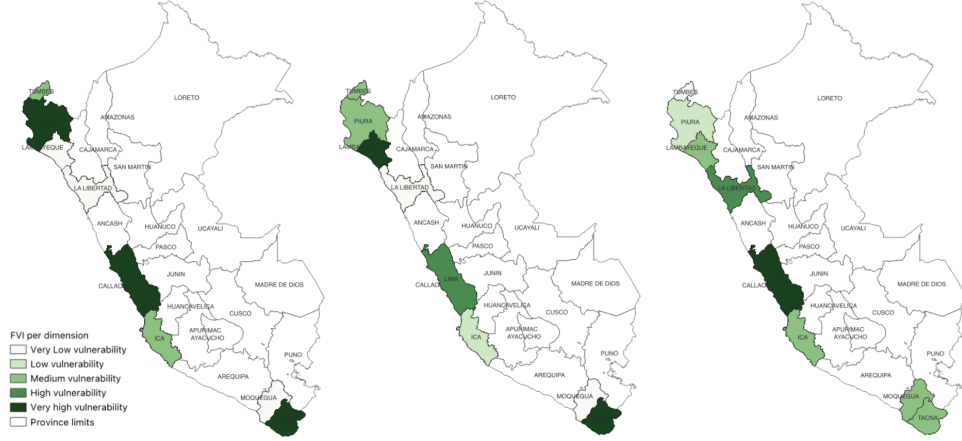 TUMBES
LORETO
AMAZONAS
LAMBAYEQUE
CAJAMARCA
SAN MARTIN
LA LIBERTAD
ANCASH
HUANUCO
UCAYALI
PASCO
JUNIN
CALLAO
MADRE DE DIOS
HUANCAVELICA
CUSCO
APURIMAC
AYACUCHO
ICA
PUNO
AREQUIPA
MOQUEGUA
FVI per dimension
Very Low vulnerability
Low vulnerability
Medium vulnerability
High vulnerability
Very high vulnerability
Province limits
TUMBES
LORETO
PIURA
AMAZONAS
CAJAMARCA
SAN MARTIN
LA LIBERTAD
ANCASH
HUANUCO
UCAYALI
PASCO
LIMA
JUNIN
CALLAO
MADRE DE DIOS
HUANCAVELICA
CUSCO
APURIMAC
AYACUCHO
ICA
PUNO
AREQUIPA
MOQUEGUA
TUMBES
LORETO
PIURA
AMAZONAS
LAMBAYEQUE
CAJAMARCA
SAN MARTIN
LA LIBERTAD
ANCASH
HUANUCO
UCAYALI
PASCO
JUNIN
CALLAO
MADRE DE DIOS
HUANCAVELICA
CUSCO
APURIMAC
AYACUCHO
ICA
PUNO
AREQUIPA
MOQUEGUA
TACNA